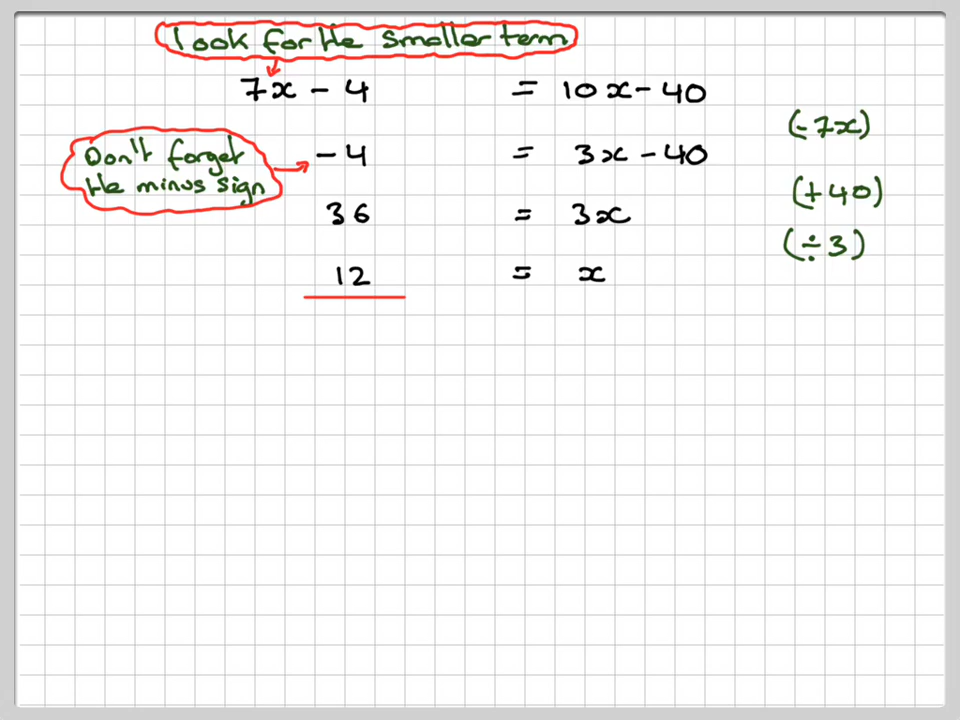 look for the smaller term
7x - 4 = 10x - 40
(-7x)
Don't forget
the minus sign
-4 = 3x - 40
(+40)
36 = 3x
(÷3)
12 = x